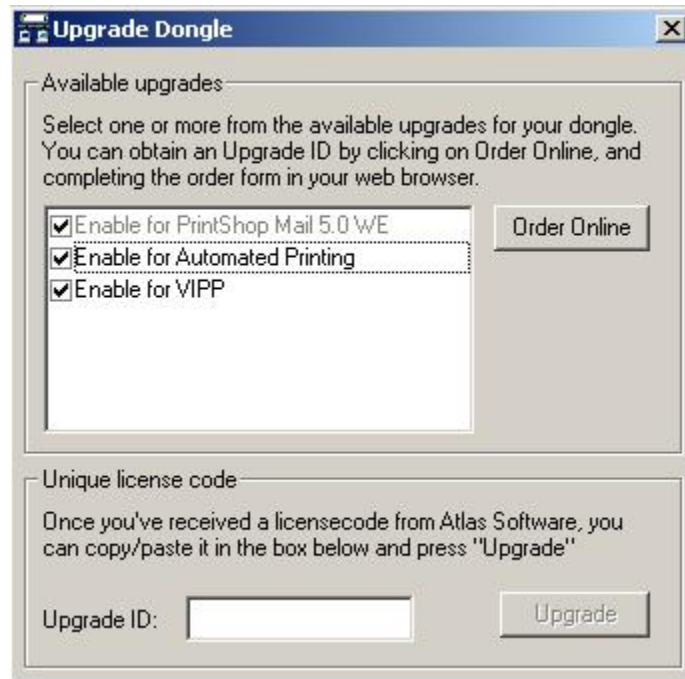 Upgrade Dongle
Available upgrades
Select one or more from the available upgrades for your dongle.
You can obtain an Upgrade ID by clicking on Order Online, and
completing the order form in your web browser.
Enable for PrintShop Mail 5.0 WE
Order Online
Enable for Automated Printing
Enable for VIPP
Unique license code
Once you've received a licensecode from Atlas Software, you
can copy/paste it in the box below and press "Upgrade"
Upgrade ID:
Upgrade